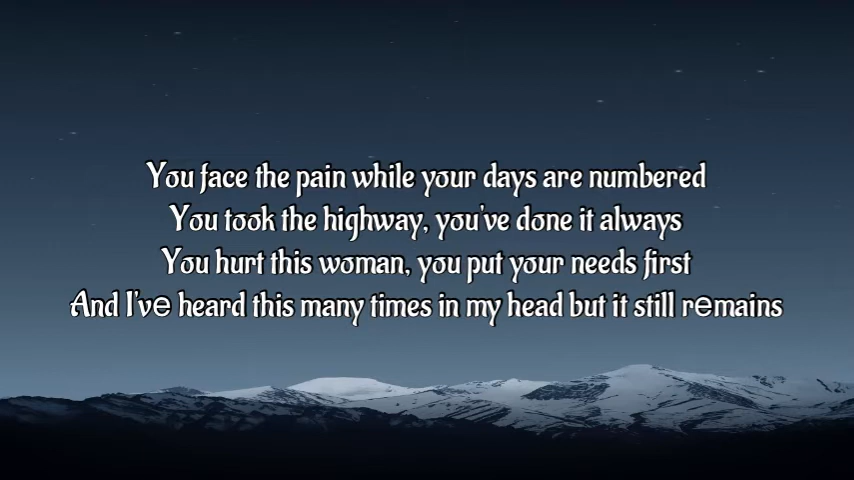 You face the pain while your days are numbered
You took the highway, you've done it always
You hurt this woman, you put your needs first
And I've heard this many times in my head but it still remains